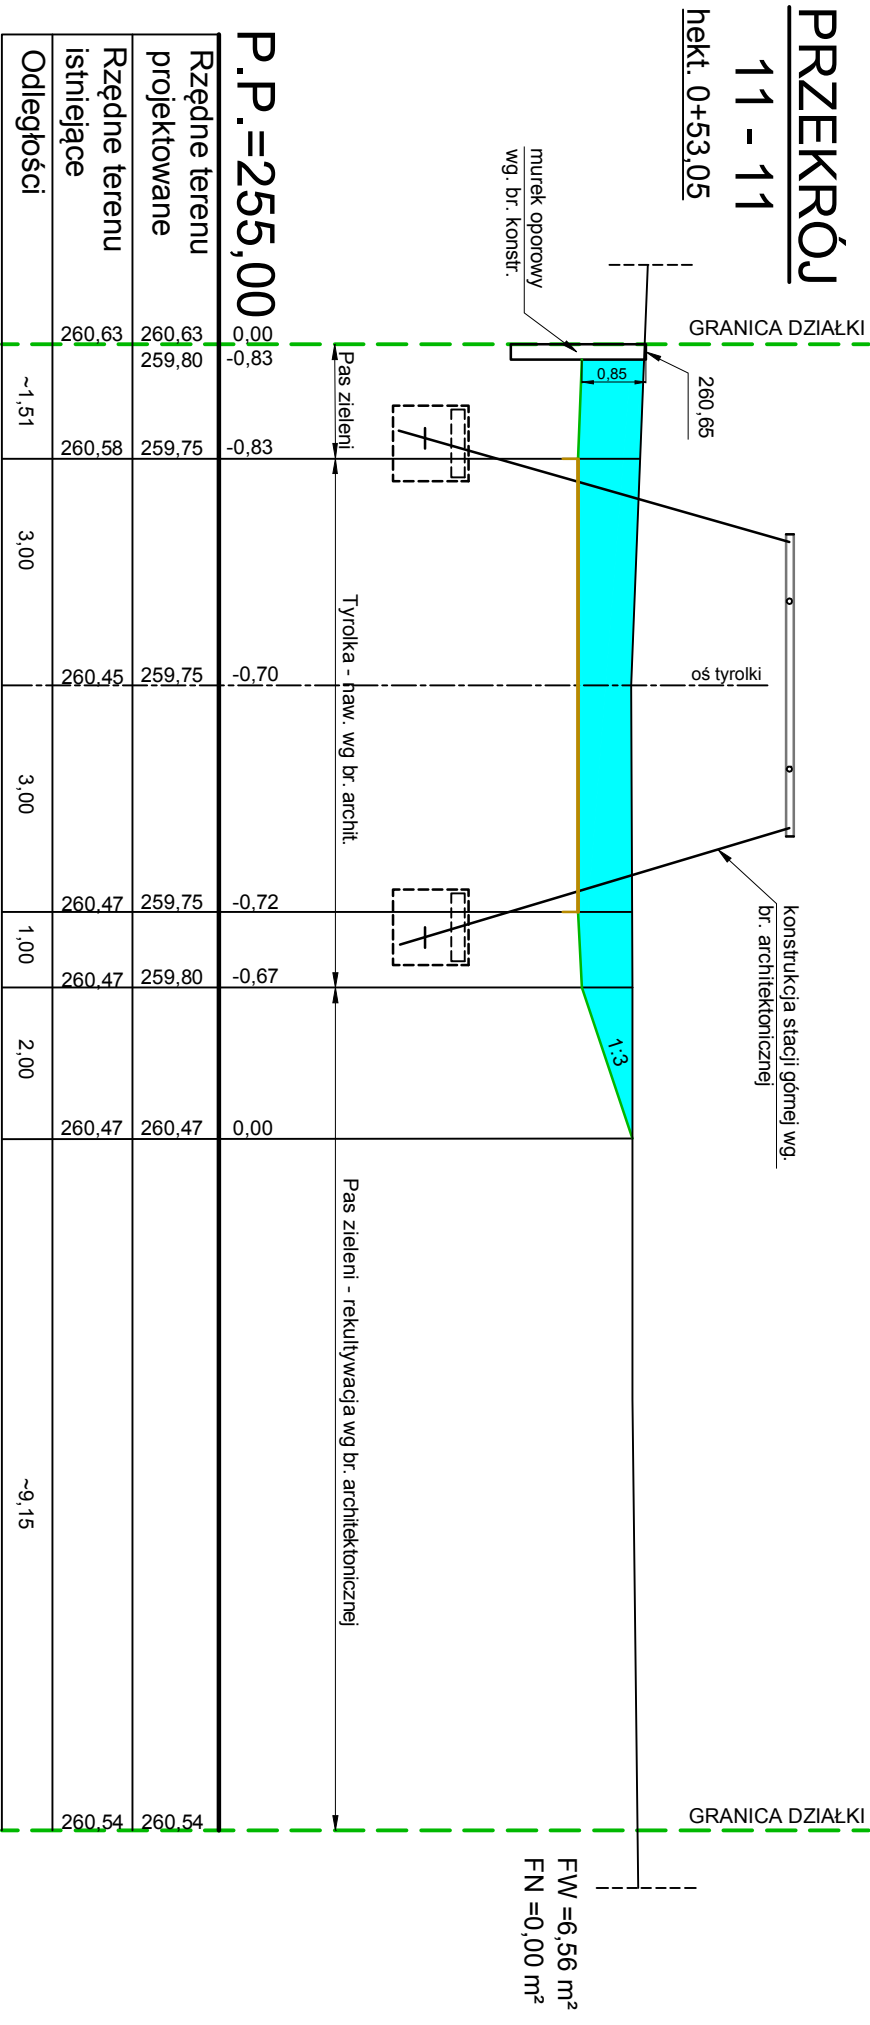 PRZEKRÓJ
11 - 11
hekt. 0+53,05
GRANICA DZIAŁKI
GRANICA DZIAŁKI
260,65
murek oporowy
wg. br. konstr.
0,85
oś tyrolki
konstrukcja stacji górnej wg.
br. architektonicznej
1:3
FW =6,56 m²
FN =0,00 m²
Pas zieleni
Tyrolka - naw. wg br. archit.
Pas zieleni - rekultywacja wg br. architektonicznej
P.P.=255,00
0,00 -0,83 -0,83 -0,70 -0,72 -0,67 0,00
Rzędne terenu
projektowane
260,63 259,80 259,75 259,75 259,75 259,80 260,47 260,54
Rzędne terenu
istniejące
260,63 260,58 260,45 260,47 260,47 260,47 260,54
Odległości
~1,51 3,00 3,00 1,00 2,00 ~9,15